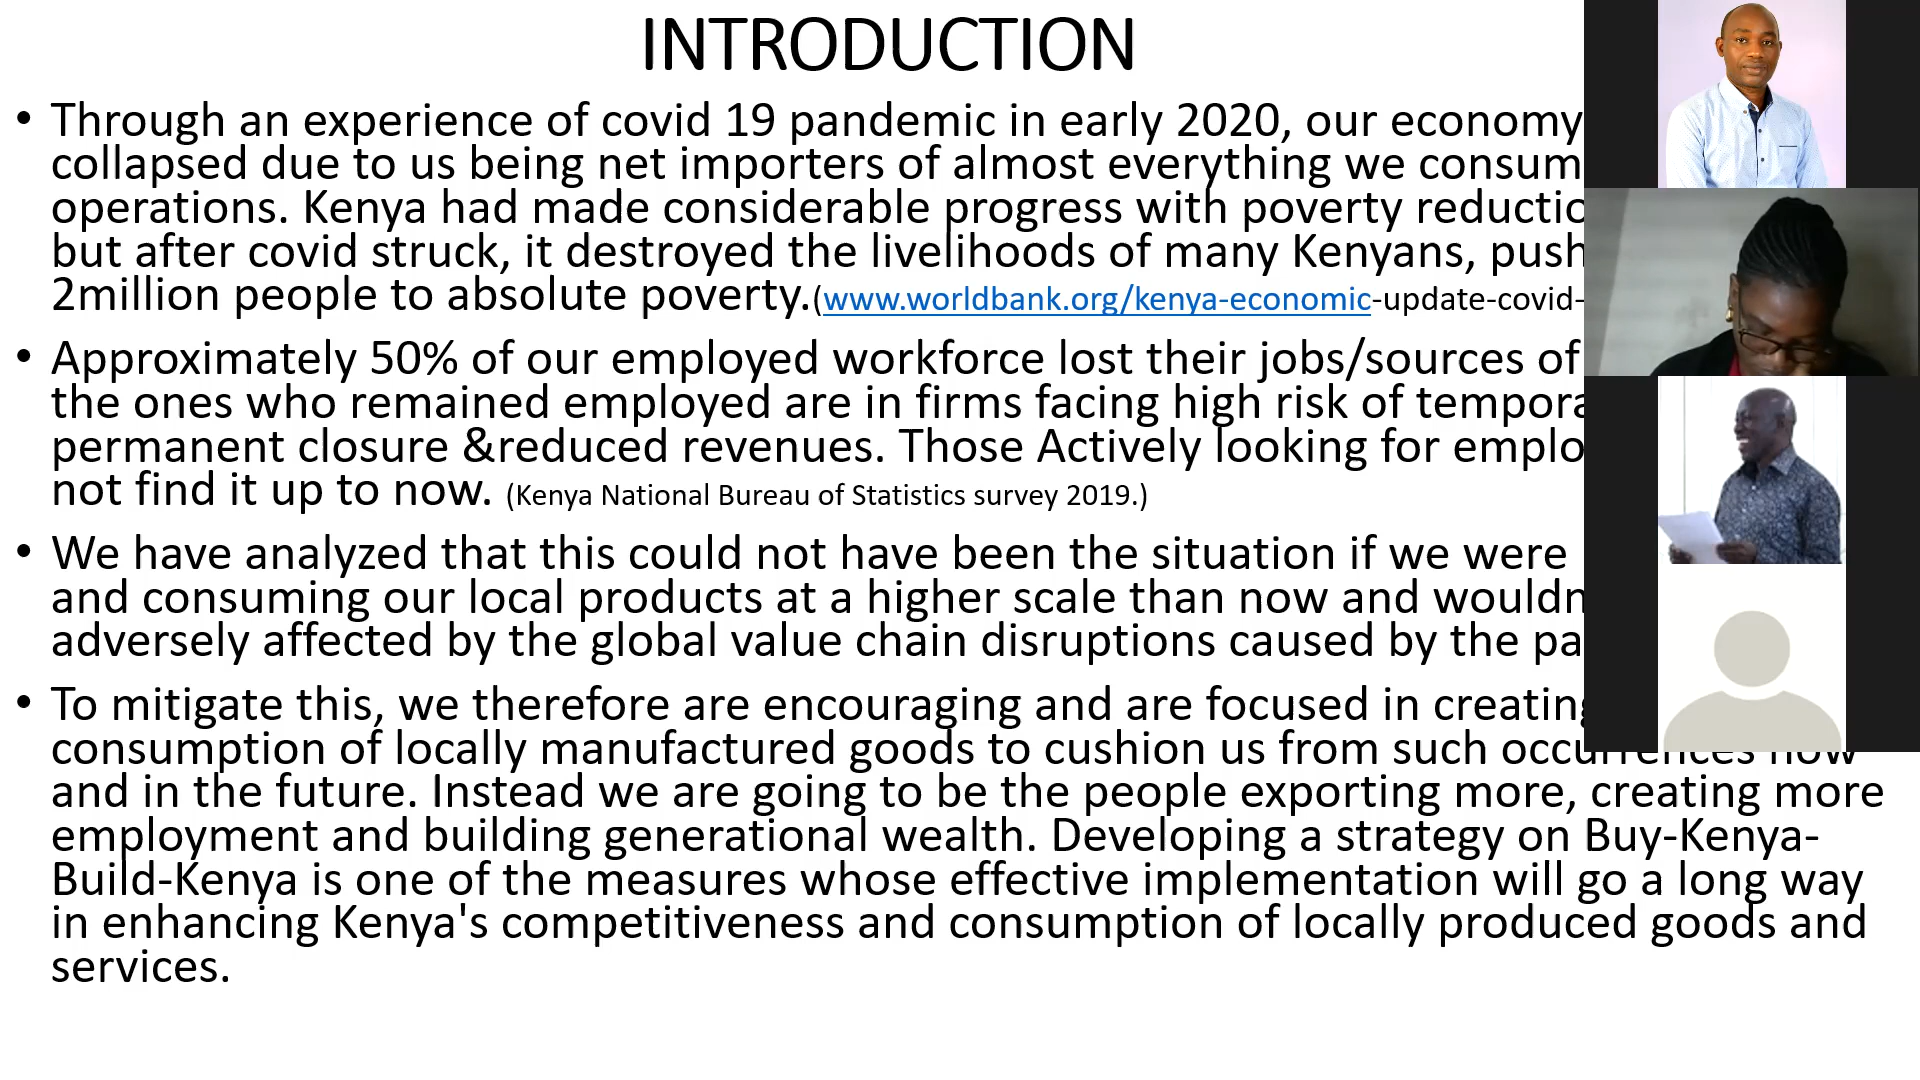 INTRODUCTION
• Through an experience of covid 19 pandemic in early 2020, our economy
collapsed due to us being net importers of almost everything we
operations. Kenya had made considerable progress with poverty
but after covid struck, it destroyed the livelihoods of many Kenyans,
2million people to absolute poverty.(www.worldbank.org/kenya-economic-update-covid-
• Approximately 50% of our employed workforce lost their jobs/sources of
the ones who remained employed are in firms facing high risk of
permanent closure &reduced revenues. Those Actively looking for
not find it up to now. (Kenya National Bureau of Statistics survey 2019.)
• We have analyzed that this could not have been the situation if we were
and consuming our local products at a higher scale than now and
adversely affected by the global value chain disruptions caused by the
• To mitigate this, we therefore are encouraging and are focused in creating
consumption of locally manufactured goods to cushion us from such occurrences now
and in the future. Instead we are going to be the people exporting more, creating more
employment and building generational wealth. Developing a strategy on Buy-Kenya-
Build-Kenya is one of the measures whose effective implementation will go a long way
in enhancing Kenya's competitiveness and consumption of locally produced goods and
services.